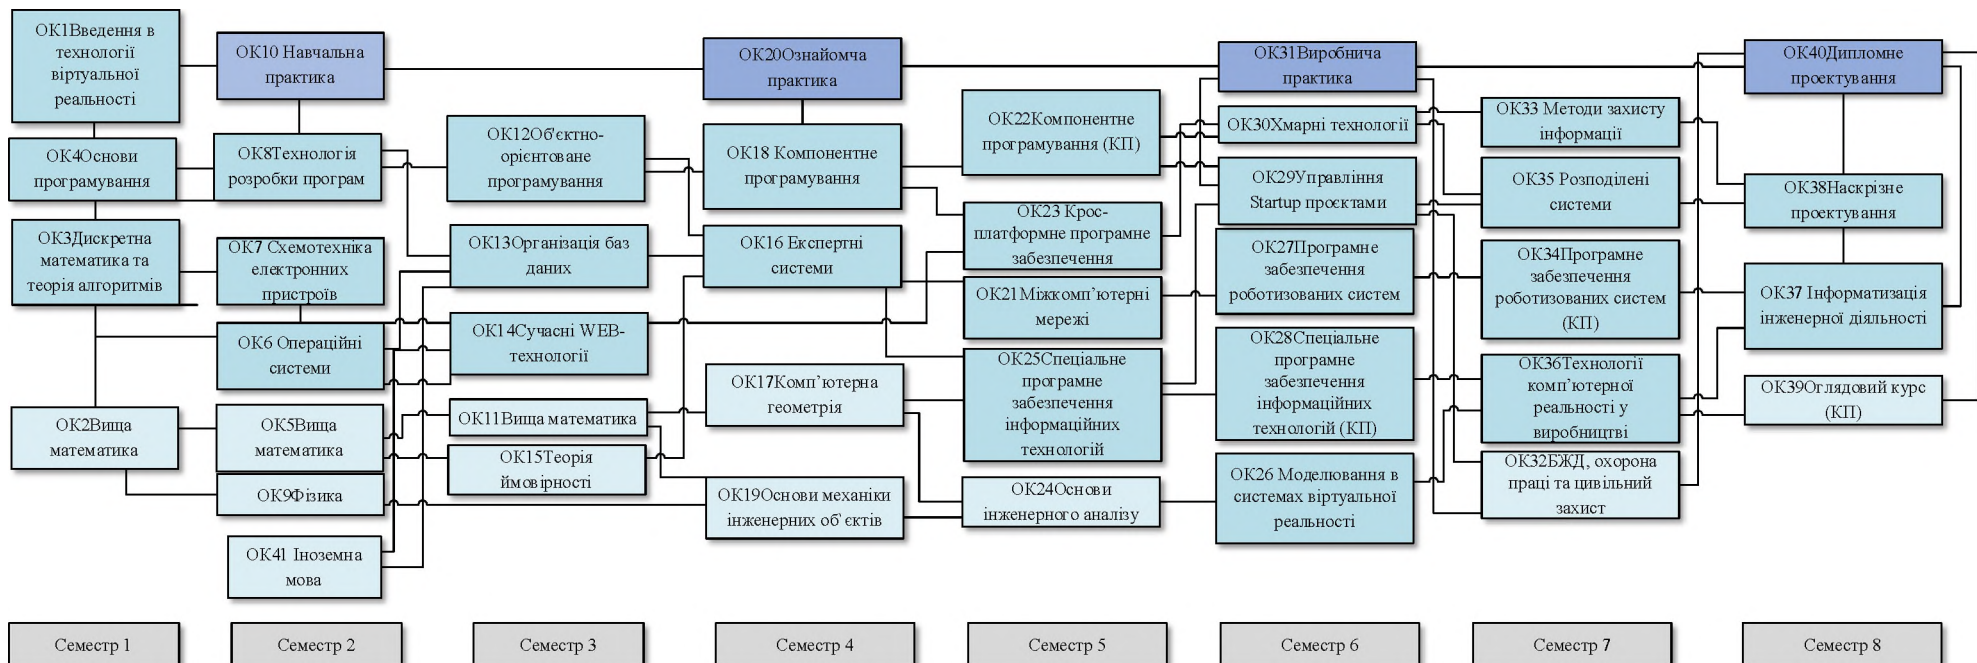 ОК1Введення в
технології
віртуальної
реальності
ОК4Основи
програмування
ОК3Дискретна
математика та
теорія алгоритмів
ОК2Вища
математика
ОК10 Навчальна
практика
ОК8Технологія
розробки програм
ОК7 Схемотехніка
електронних
пристроїв
ОК6 Операційні
системи
ОК5Вища
математика
ОК9Фізика
ОК41 Іноземна
мова
ОК12Об'єктно-
орієнтоване
програмування
ОК13Організація баз
даних
ОК14Сучасні WEB-
технології
ОК11Вища математика
ОК15Теорія
ймовірності
ОК20Ознайомча
практика
ОК18 Компонентне
програмування
ОК16 Експертні
системи
ОК17Комп’ютерна
геометрія
ОК19Основи механіки
інженерних об`єктів
ОК22Компонентне
програмування (КП)
ОК23 Крос-
платформне програмне
забезпечення
ОК21Міжкомп’ютерні
мережі
ОК25Спеціальне
програмне
забезпечення
інформаційних
технологій
ОК24Основи
інженерного аналізу
ОК31Виробнича
практика
ОК30Хмарні технології
ОК29Управління
Startup проєктами
ОК27Програмне
забезпечення
роботизованих систем
ОК28Спеціальне
програмне
забезпечення
інформаційних
технологій (КП)
ОК26 Моделювання в
системах віртуальної
реальності
ОК33 Методи захисту
інформації
ОК35 Розподілені
системи
ОК34Програмне
забезпечення
роботизованих систем
(КП)
ОК36Технології
комп’ютерної
реальності у
виробництві
ОК32БЖД, охорона
праці та цивільний
захист
ОК40Дипломне
проектування
ОК38Наскрізне
проектування
ОК37 Інформатизація
інженерної діяльності
ОК39Оглядовий курс
(КП)
Семестр 1
Семестр 2
Семестр 3
Семестр 4
Семестр 5
Семестр 6
Семестр 7
Семестр 8